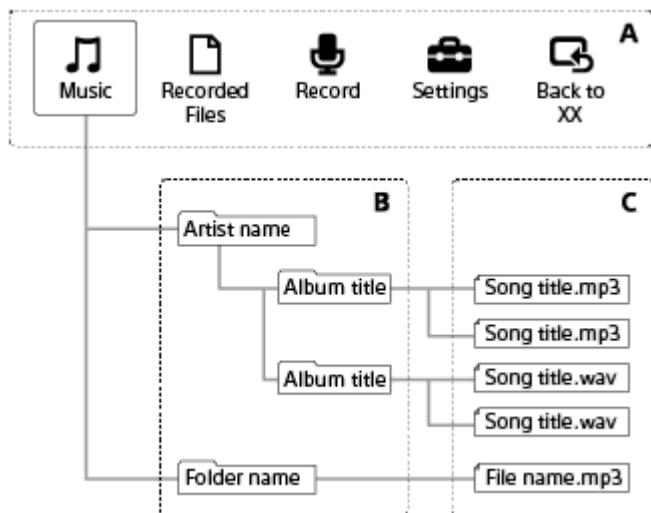 A
Music
Recorded
Files
Record
Settings
Back to
XX
B
C
Artist name
Album title
Song title.mp3
Song title.mp3
Album title
Song title.wav
Song title.wav
Folder name
File name.mp3